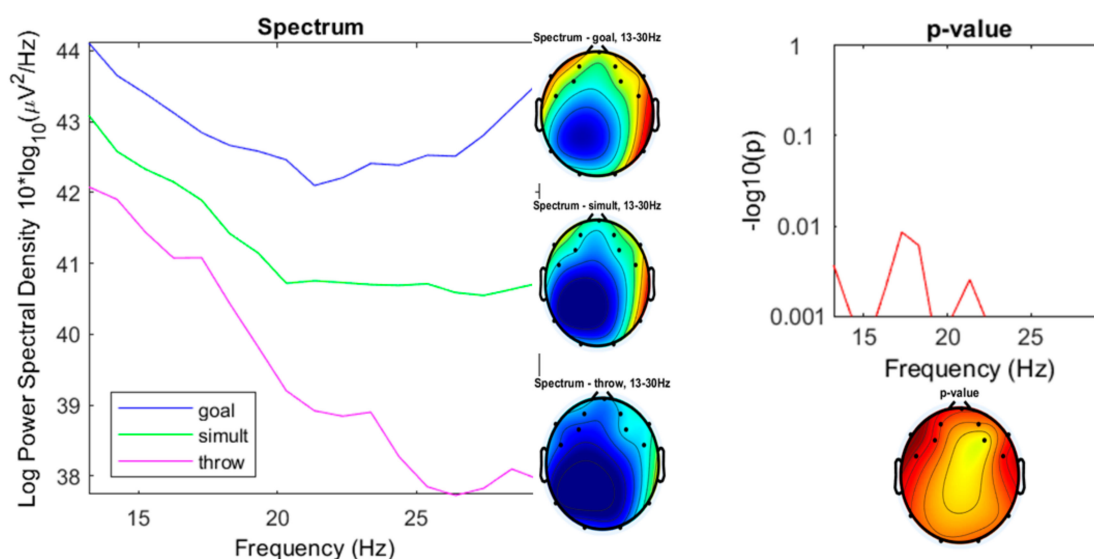 Spectrum
Log Power Spectral Density 10*log10(μV2/Hz)
44
43
42
41
40
39
38
goal
simult
throw
15
20
25
Frequency (Hz)
Spectrum - goal, 13-30Hz
Spectrum - simult, 13-30Hz
Spectrum - throw, 13-30Hz
p-value
-log10(p)
1
0.1
0.01
0.001
15
20
25
Frequency (Hz)
p-value